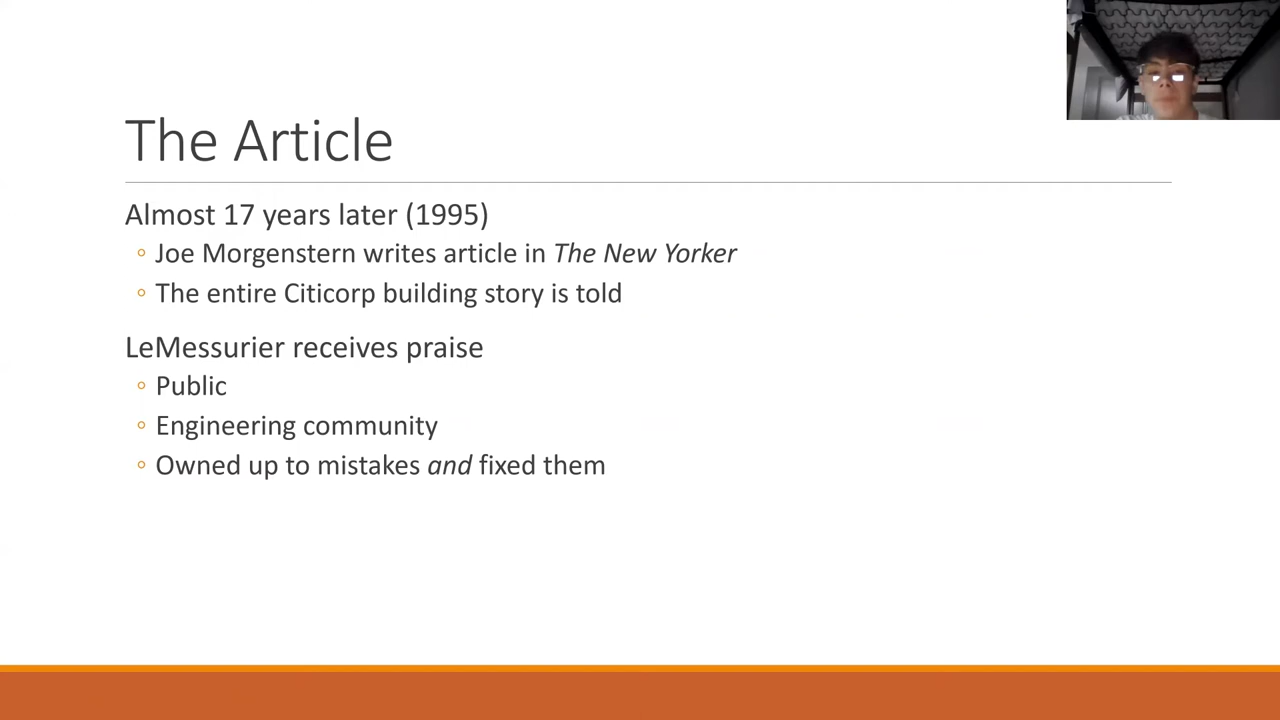 The Article
Almost 17 years later (1995)
◦ Joe Morgenstern writes article in The New Yorker
◦ The entire Citicorp building story is told
LeMessurier receives praise
◦ Public
◦ Engineering community
◦ Owned up to mistakes and fixed them